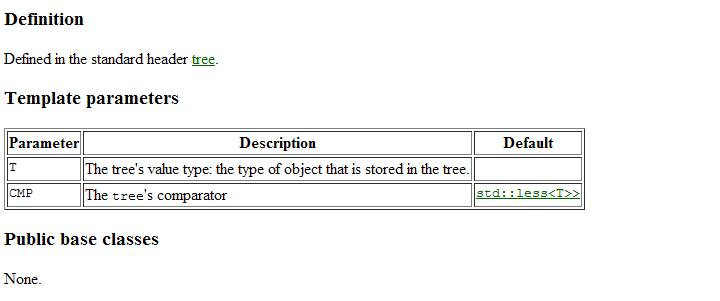 Definition
Defined in the standard header tree.
Template parameters
Parameter Description Default
T The tree's value type: the type of object that is stored in the tree.
CMP The tree's comparator std::less<T>>
Public base classes
None.